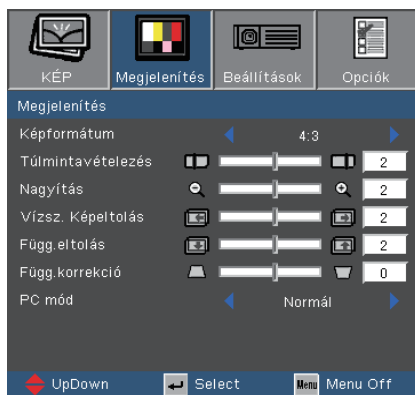 KÉP Megjelenítés Beállítások Opciók
Megjelenítés
Képformátum 4:3
Túlmintavételezés 2
Nagyítás 2
Vízsz. Képeltolás 2
Függ.eltolás 2
Függ.korrekció 0
PC mód Normál
UpDown Select Menu Menu Off